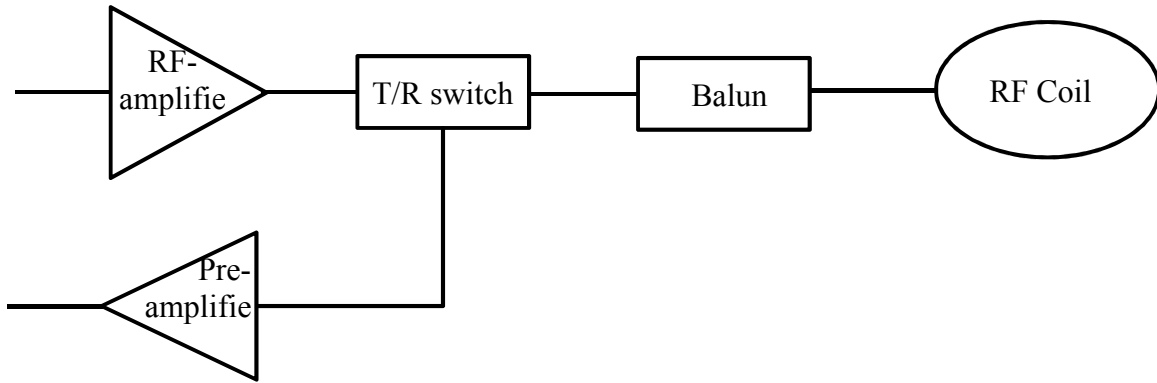 RF-
amplifie
T/R switch
Balun
RF Coil
Pre-
amplifie